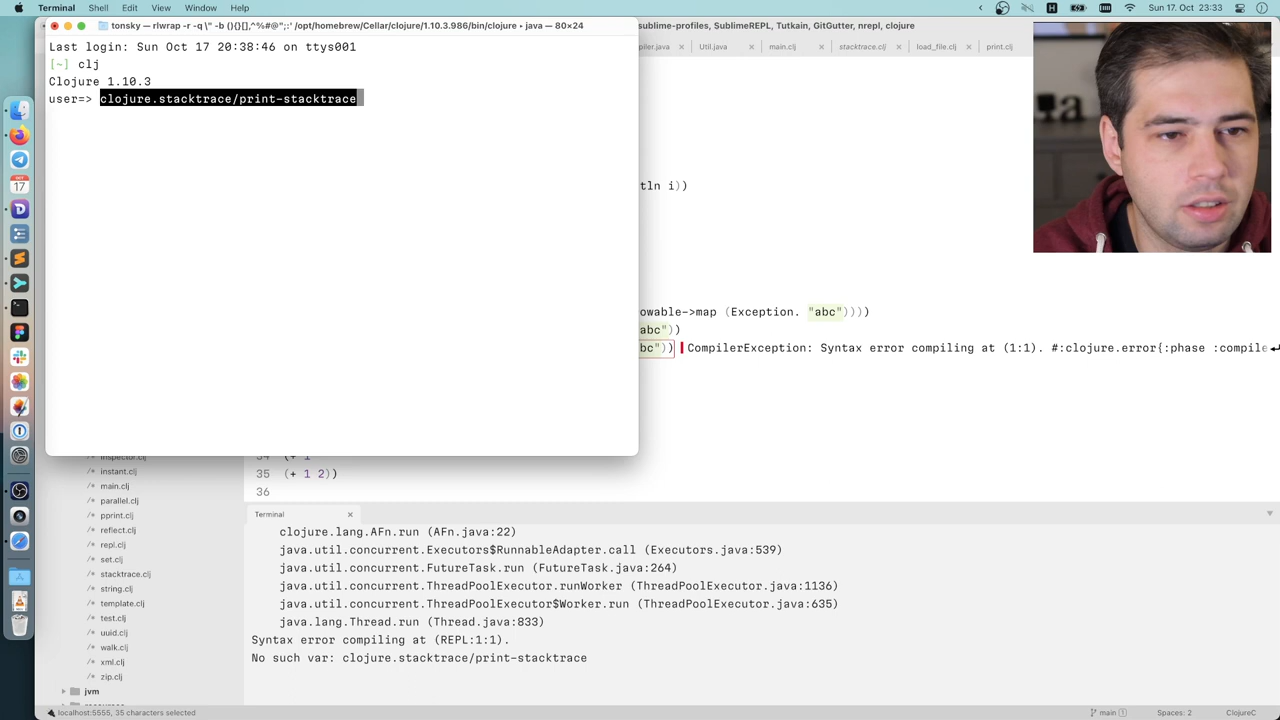 Terminal Shell Edit View Window Help
Sun 17. Oct 23:33
tonsky — rlwrap -r -q\" -b (){}[],^%#@";:' /opt/homebrew/Cellar/clojure/1.10.3.986/bin/clojure ▸ java — 80×24
sublime-profiles, SublimeREPL, Tutkain, GitGutter, nrepl, clojure
piler.java Util.java main.clj stacktrace.clj load_file.clj print.clj
Last login: Sun Oct 17 20:38:46 on ttys001
[~] clj
Clojure 1.10.3
user=> clojure.stacktrace/print-stacktrace
tln i))
owable->map (Exception. "abc"))))
abc"))
bc")) CompilerException: Syntax error compiling at (1:1). #:clojure.error{:phase :compile
34 (+ 1
35 (+ 1 2))
36
inspector.clj
instant.clj
main.clj
parallel.clj
pprint.clj
reflect.clj
repl.clj
set.clj
stacktrace.clj
string.clj
template.clj
test.clj
uuid.clj
walk.clj
xml.clj
zip.clj
jvm
Terminal
clojure.lang.AFn.run (AFn.java:22)
java.util.concurrent.Executors$RunnableAdapter.call (Executors.java:539)
java.util.concurrent.FutureTask.run (FutureTask.java:264)
java.util.concurrent.ThreadPoolExecutor.runWorker (ThreadPoolExecutor.java:1136)
java.util.concurrent.ThreadPoolExecutor$Worker.run (ThreadPoolExecutor.java:635)
java.lang.Thread.run (Thread.java:833)
Syntax error compiling at (REPL:1:1).
No such var: clojure.stacktrace/print-stacktrace
localhost:5555, 35 characters selected
main 1 Spaces: 2 ClojureC